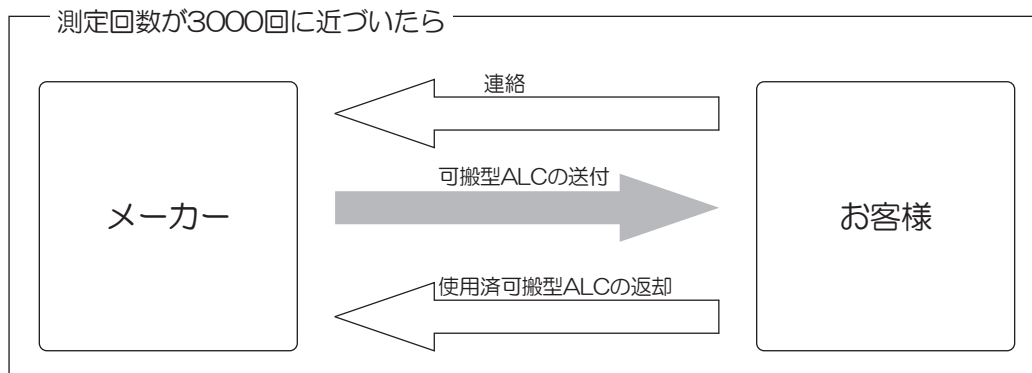 測定回数が3000回に近づいたら
連絡
可搬型ALCの送付
メーカー
お客様
使用済可搬型ALCの返却